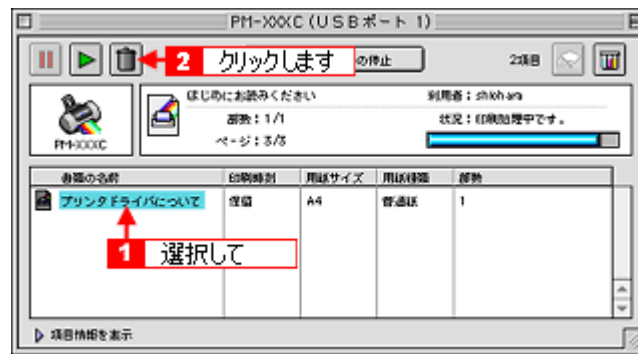 PM-XXXC (USBポート 1)
2 クリックします
の停止
2項目
はじめにお読みください
利用者：shiohara
部数：1/1
状況：印刷処理中です。
ページ：3/3
PM-XXXC
書類の名前 印刷時刻 用紙サイズ 用紙種類 部数
プリンタドライバについて 保留 A4 普通紙 1
1 選択して
項目情報を表示